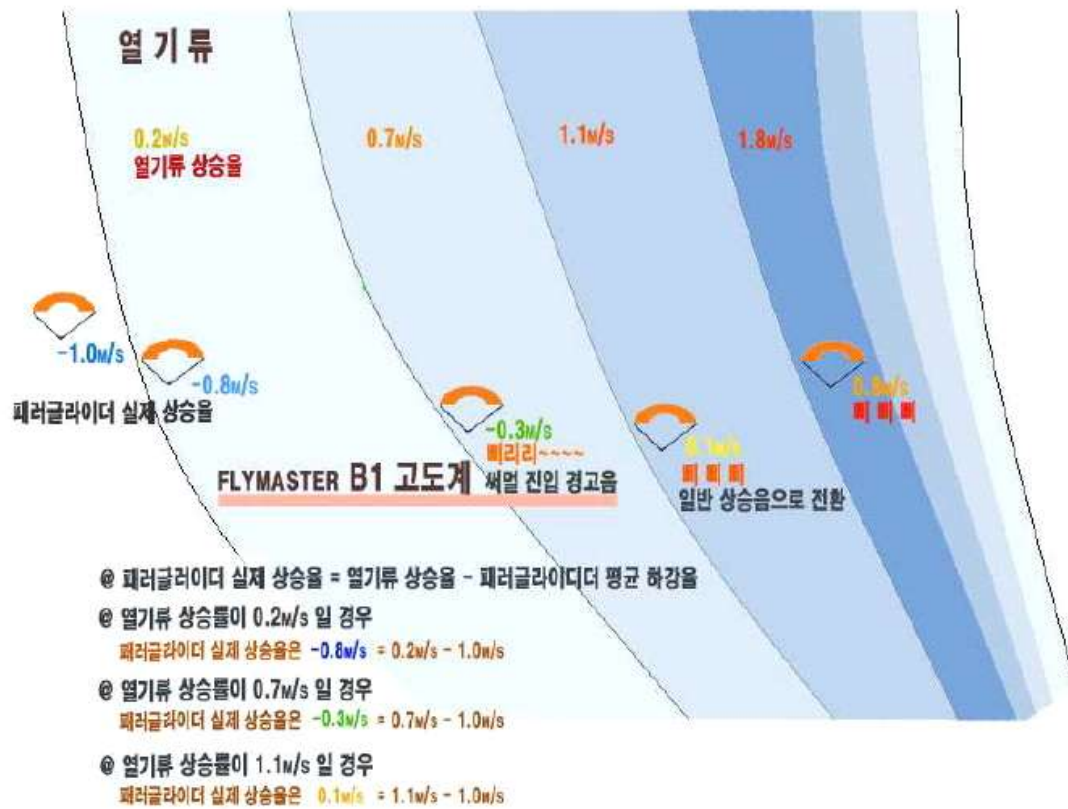 열기류
0.2M/S 0.7M/S 1.1M/S 1.8M/S
열기류 상승율
-1.0M/S
-0.8M/S
패러글라이더 실제 상승율
0.8M/S
삐 삐 삐
-0.3M/S
삐리리~~~~
0.1M/S
삐 삐 삐
FLYMASTER B1 고도계 써멀 진입 경고음
일반 상승음으로 전환
@ 패러글러이더 실제 상승율 = 열기류 상승율 - 패러글라이디더 평균 하강율
@ 열기류 상승률이 0.2M/S 일 경우
패러글라이더 실제 상승율은 -0.8M/S = 0.2M/S - 1.0M/S
@ 열기류 상승률이 0.7M/S 일 경우
패러글라이더 실제 상승율은 -0.3M/S = 0.7M/S - 1.0M/S
@ 열기류 상승률이 1.1M/S 일 경우
패러글라이더 실제 상승율은 0.1M/S = 1.1M/S - 1.0M/S